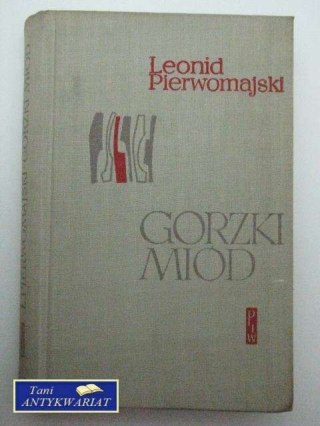 Leonid
Pierwomajski
GORZKI
MIÓD
PIW
Tani
ANTYKWARIAT